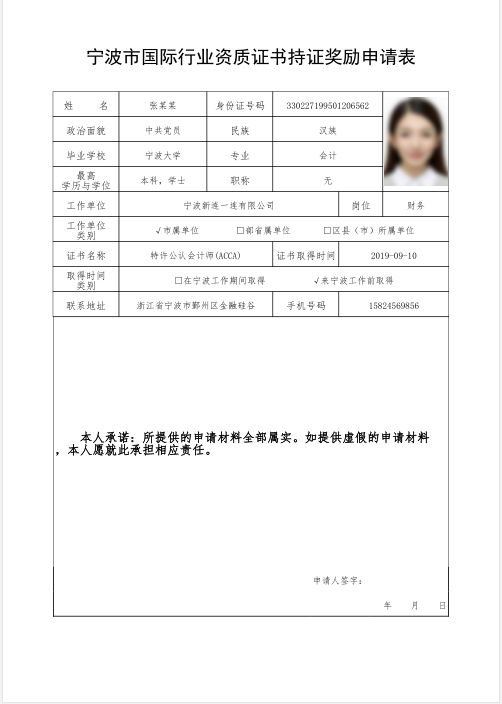 宁波市国际行业资质证书持证奖励申请表
姓 名 张某某 身份证号码 330227199501206562
政治面貌 中共党员 民族 汉族
毕业学校 宁波大学 专业 会计
最高
学历与学位 本科，学士 职称 无
工作单位 宁波新连一连有限公司 岗位 财务
工作单位
类别 √市属单位 □部省属单位 □区县（市）所属单位
证书名称 特许公认会计师(ACCA) 证书取得时间 2019-09-10
取得时间
类别 □在宁波工作期间取得 √来宁波工作前取得
联系地址 浙江省宁波市鄞州区金融硅谷 手机号码 15824569856
本人承诺：所提供的申请材料全部属实。如提供虚假的申请材料
，本人愿就此承担相应责任。
申请人签字：
年 月 日